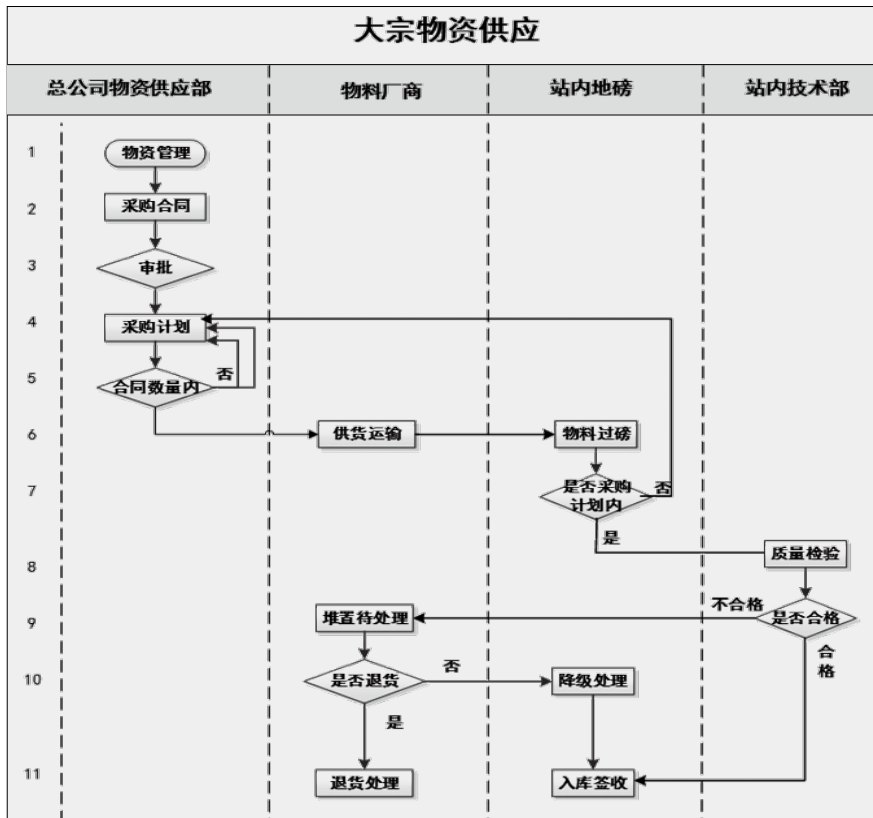 大宗物资供应
总公司物资供应部
物料厂商
站内地磅
站内技术部
1
物资管理
2
采购合同
3
审批
4
采购计划
5
合同数量内
否
6
供货运输
物料过磅
7
是否采购
计划内
否
是
质量检验
8
不合格
9
堆置待处理
是否合格
合
格
10
是否退货
否
降级处理
是
11
退货处理
入库签收